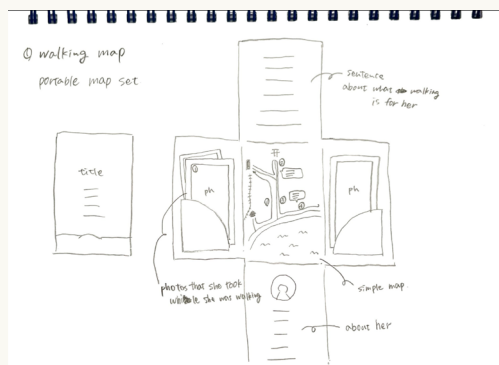 ① walking map
portable map set
title
sentence
about what walking
is for her
ph
ph
photos that she took
while she was walking
simple map
about her